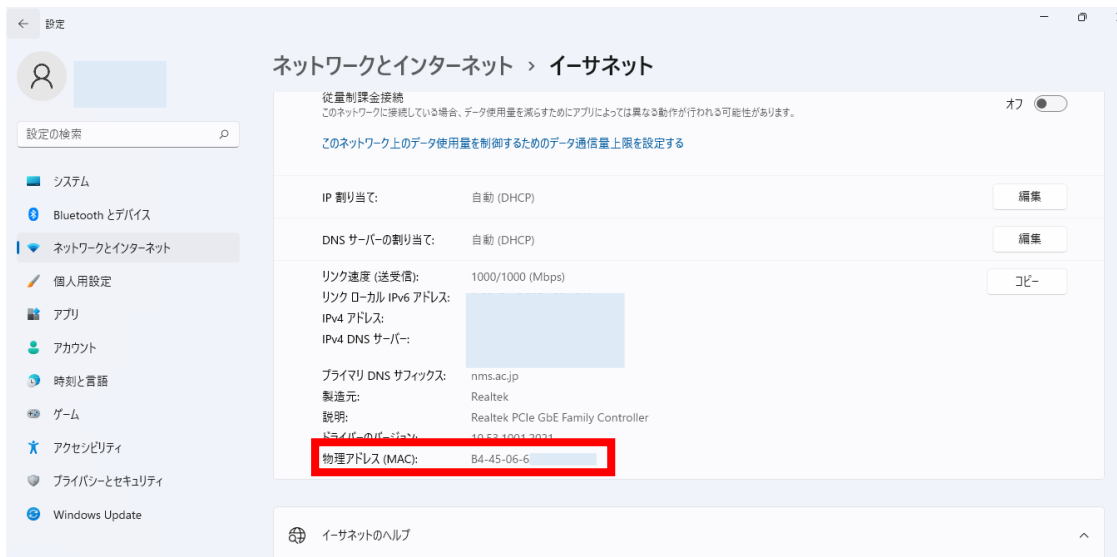 設定
ネットワークとインターネット › イーサネット
設定の検索
システム
Bluetooth とデバイス
ネットワークとインターネット
個人用設定
アプリ
アカウント
時刻と言語
ゲーム
アクセシビリティ
プライバシーとセキュリティ
Windows Update
従量制課金接続
オフ
このネットワークに接続している場合、データ使用量を減らすためにアプリによっては異なる動作が行われる可能性があります。
このネットワーク上のデータ使用量を制御するためのデータ通信量上限を設定する
IP 割り当て: 自動 (DHCP) 編集
DNS サーバーの割り当て: 自動 (DHCP) 編集
リンク速度 (送受信): 1000/1000 (Mbps) コピー
リンク ローカル IPv6 アドレス:
IPv4 アドレス:
IPv4 DNS サーバー:
プライマリ DNS サフィックス: nms.ac.jp
製造元: Realtek
説明: Realtek PCIe GbE Family Controller
ドライバーのバージョン: 10.53.1001.2021
物理アドレス (MAC): B4-45-06-6
イーサネットのヘルプ